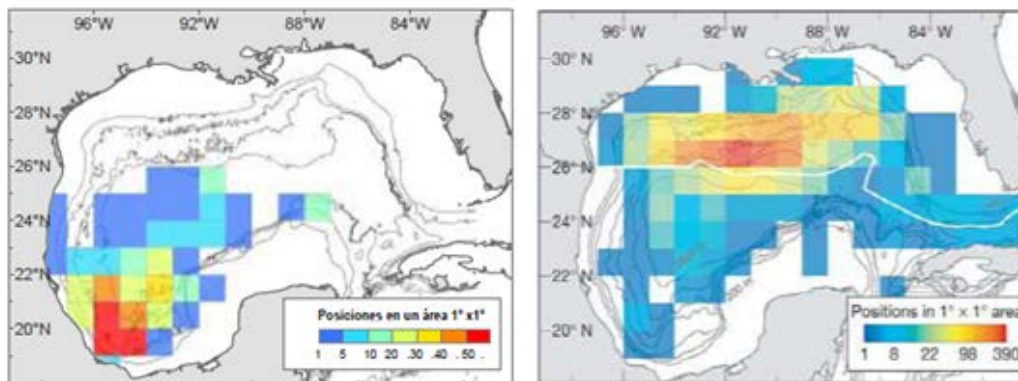 96°W 92°W 88°W 84°W
30°N
28°N
26°N
24°N
22°N
20°N
Posiciones en un área 1° x1°
1 5 10 20 .30 .40 . 50 .
96° W 92°W 88°W 84°W
30°N
28°N
26°N
24°N
22°N
20°N
Positions in 1° × 1° area
1 8 22 98 390